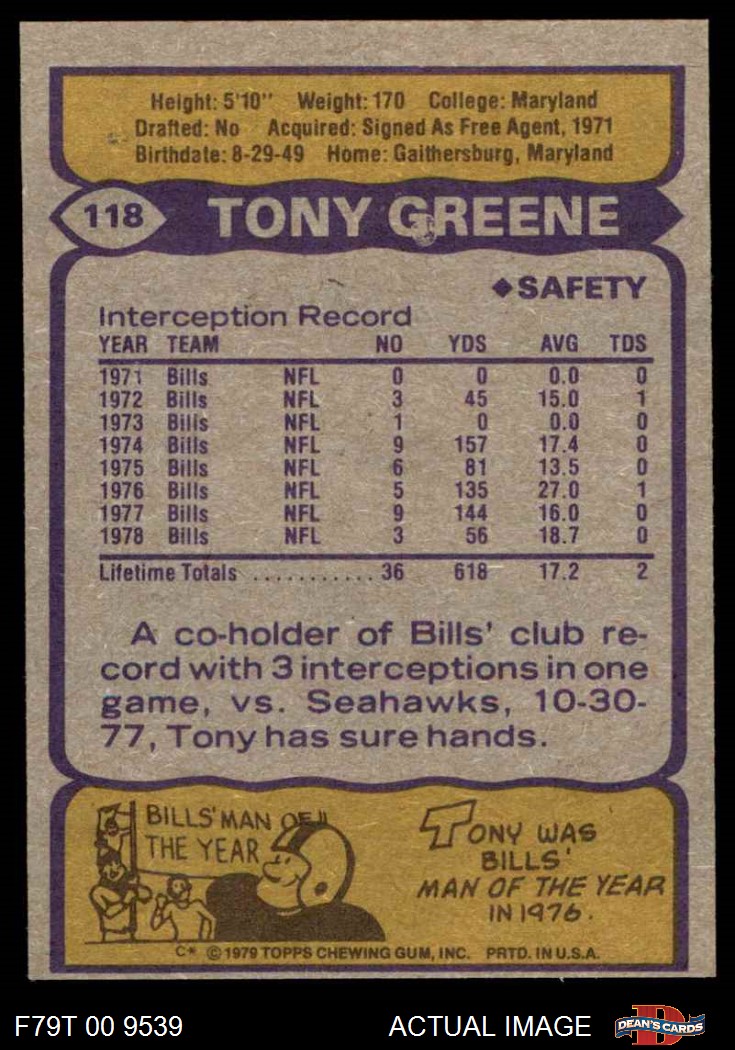 Height: 5'10" Weight: 170 College: Maryland
Drafted: No Acquired: Signed As Free Agent, 1971
Birthdate: 8-29-49 Home: Gaithersburg, Maryland
118 TONY GREENE
◆SAFETY
Interception Record
YEAR TEAM NO YDS AVG TDS
1971 Bills NFL 0 0 0.0 0
1972 Bills NFL 3 45 15.0 1
1973 Bills NFL 1 0 0.0 0
1974 Bills NFL 9 157 17.4 0
1975 Bills NFL 6 81 13.5 0
1976 Bills NFL 5 135 27.0 1
1977 Bills NFL 9 144 16.0 0
1978 Bills NFL 3 56 18.7 0
Lifetime Totals ........... 36 618 17.2 2
A co-holder of Bills' club re-
cord with 3 interceptions in one
game, vs. Seahawks, 10-30-
77, Tony has sure hands.
BILLS' MAN OF
THE YEAR
TONY WAS
BILLS'
MAN OF THE YEAR
IN 1976.
C* © 1979 TOPPS CHEWING GUM, INC. PRTD. IN U.S.A.
F79T 00 9539 ACTUAL IMAGE D DEAN'S CARDS